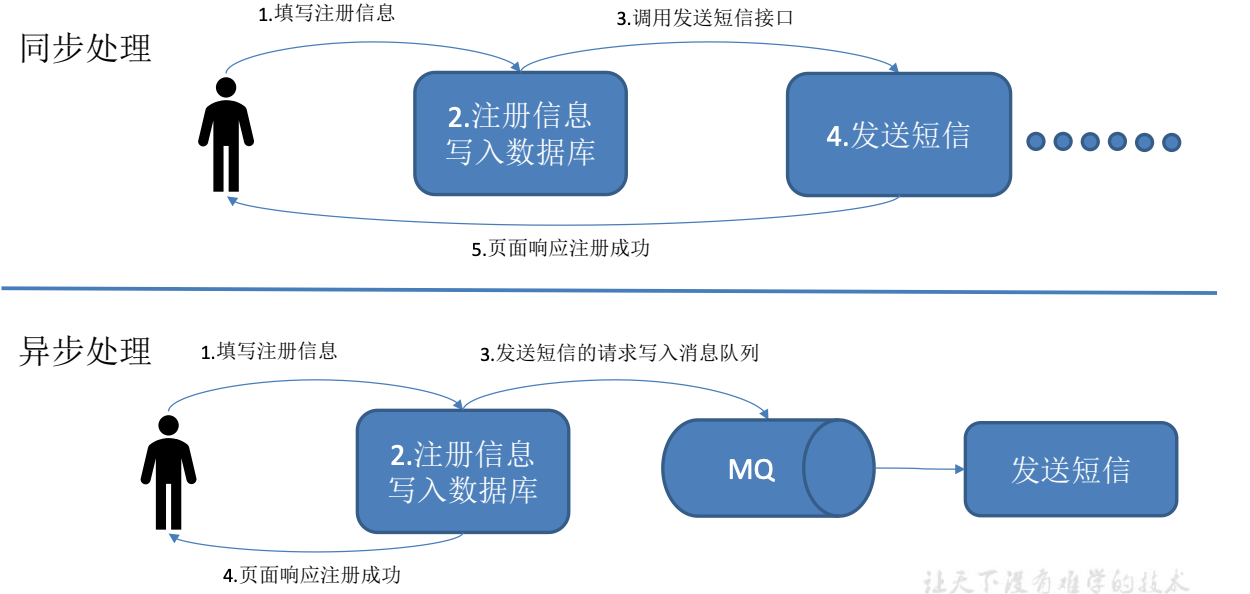 同步处理
1.填写注册信息
3.调用发送短信接口
2.注册信息
写入数据库
4.发送短信
5.页面响应注册成功
异步处理
1.填写注册信息
3.发送短信的请求写入消息队列
2.注册信息
写入数据库
MQ
发送短信
4.页面响应注册成功
让天下没有难学的技术